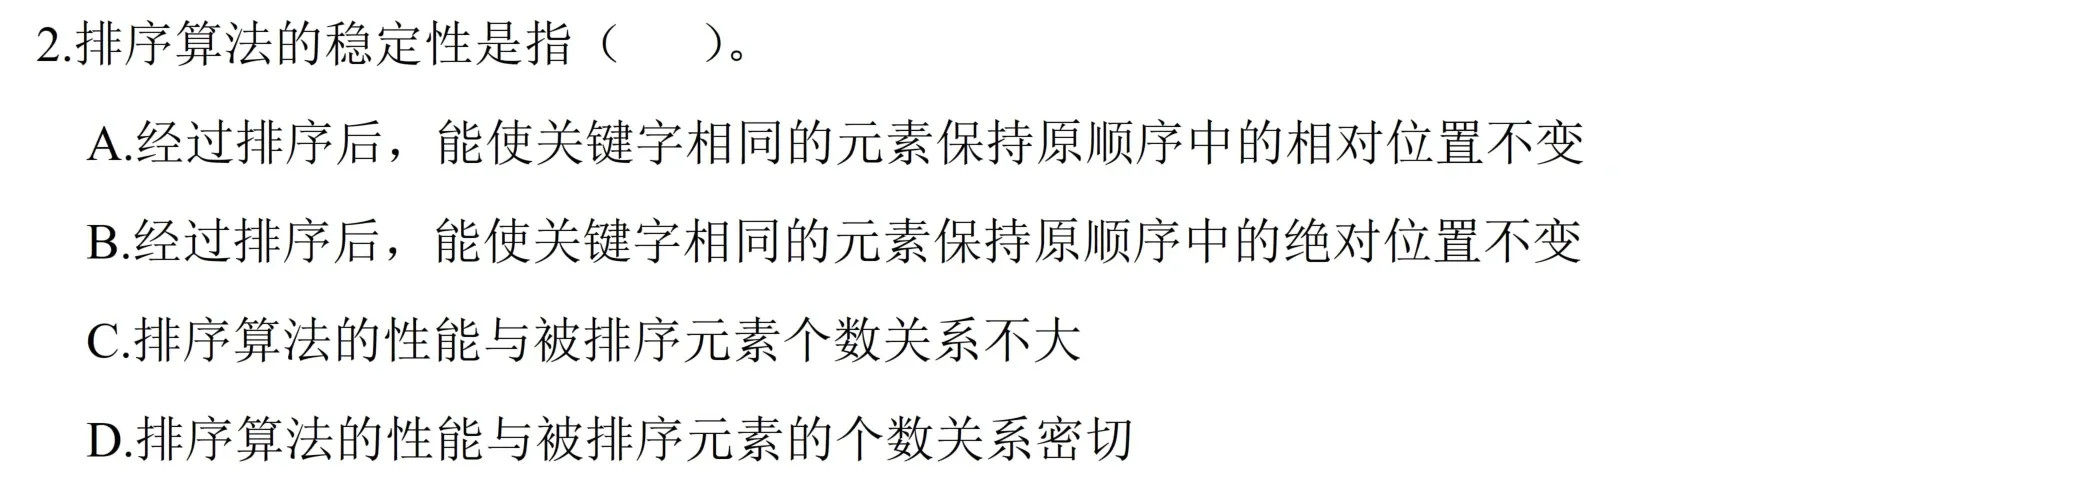 2.排序算法的稳定性是指（　　）。
A.经过排序后，能使关键字相同的元素保持原顺序中的相对位置不变
B.经过排序后，能使关键字相同的元素保持原顺序中的绝对位置不变
C.排序算法的性能与被排序元素个数关系不大
D.排序算法的性能与被排序元素的个数关系密切